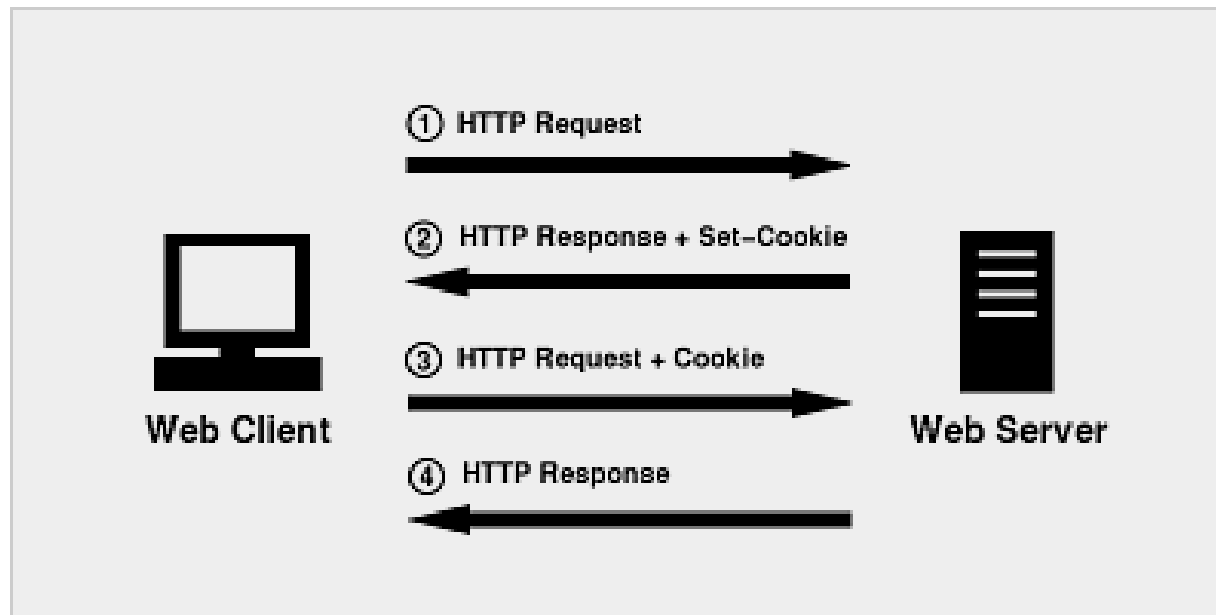 ① HTTP Request
② HTTP Response + Set-Cookie
③ HTTP Request + Cookie
Web Client
Web Server
④ HTTP Response